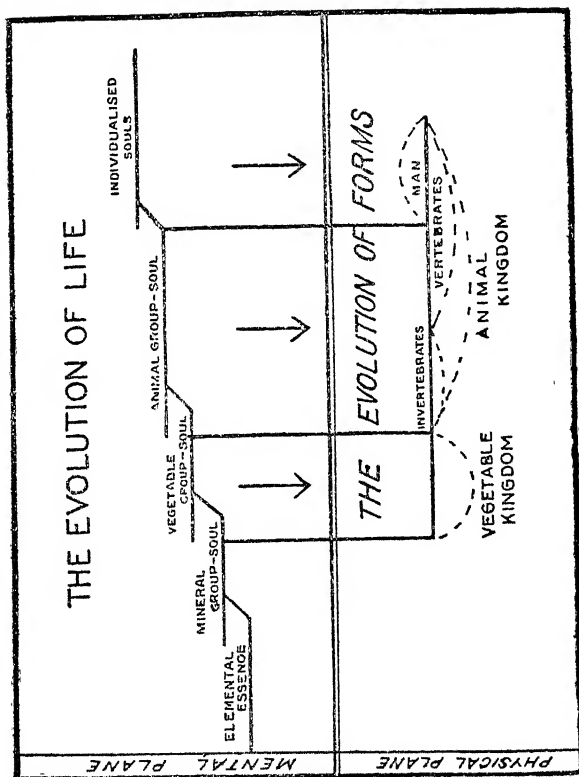 THE EVOLUTION OF LIFE
INDIVIDUALISED
SOULS
ANIMAL GROUP-SOUL
VEGETABLE
GROUP-SOUL
MINERAL
GROUP-SOUL
ELEMENTAL
ESSENCE
MENTAL PLANE
THE EVOLUTION OF FORMS
MAN
INVERTEBRATES
VERTEBRATES
ANIMAL
KINGDOM
VEGETABLE
KINGDOM
PHYSICAL PLANE